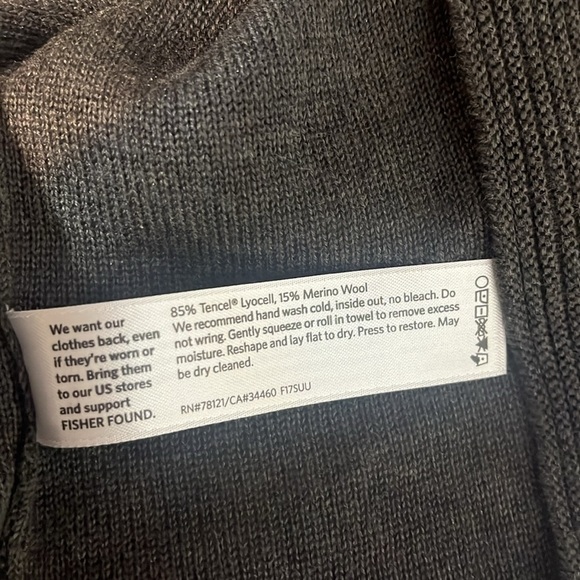 We want our
clothes back, even
if they're worn or
torn. Bring them
to our US stores
and support
FISHER FOUND.
85% Tencel® Lyocell, 15% Merino Wool
We recommend hand wash cold, inside out, no bleach. Do
not wring. Gently squeeze or roll in towel to remove excess
moisture. Reshape and lay flat to dry. Press to restore. May
be dry cleaned.
RN#78121/CA#34460 F17SUU